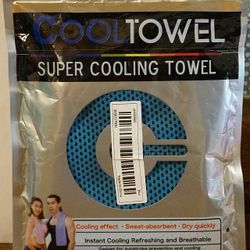 COOLTOWEL
SUPER COOLING TOWEL
Cooling effect • Sweat-absorbent • Dry quickly
Instant Cooling Refreshing and Breathable